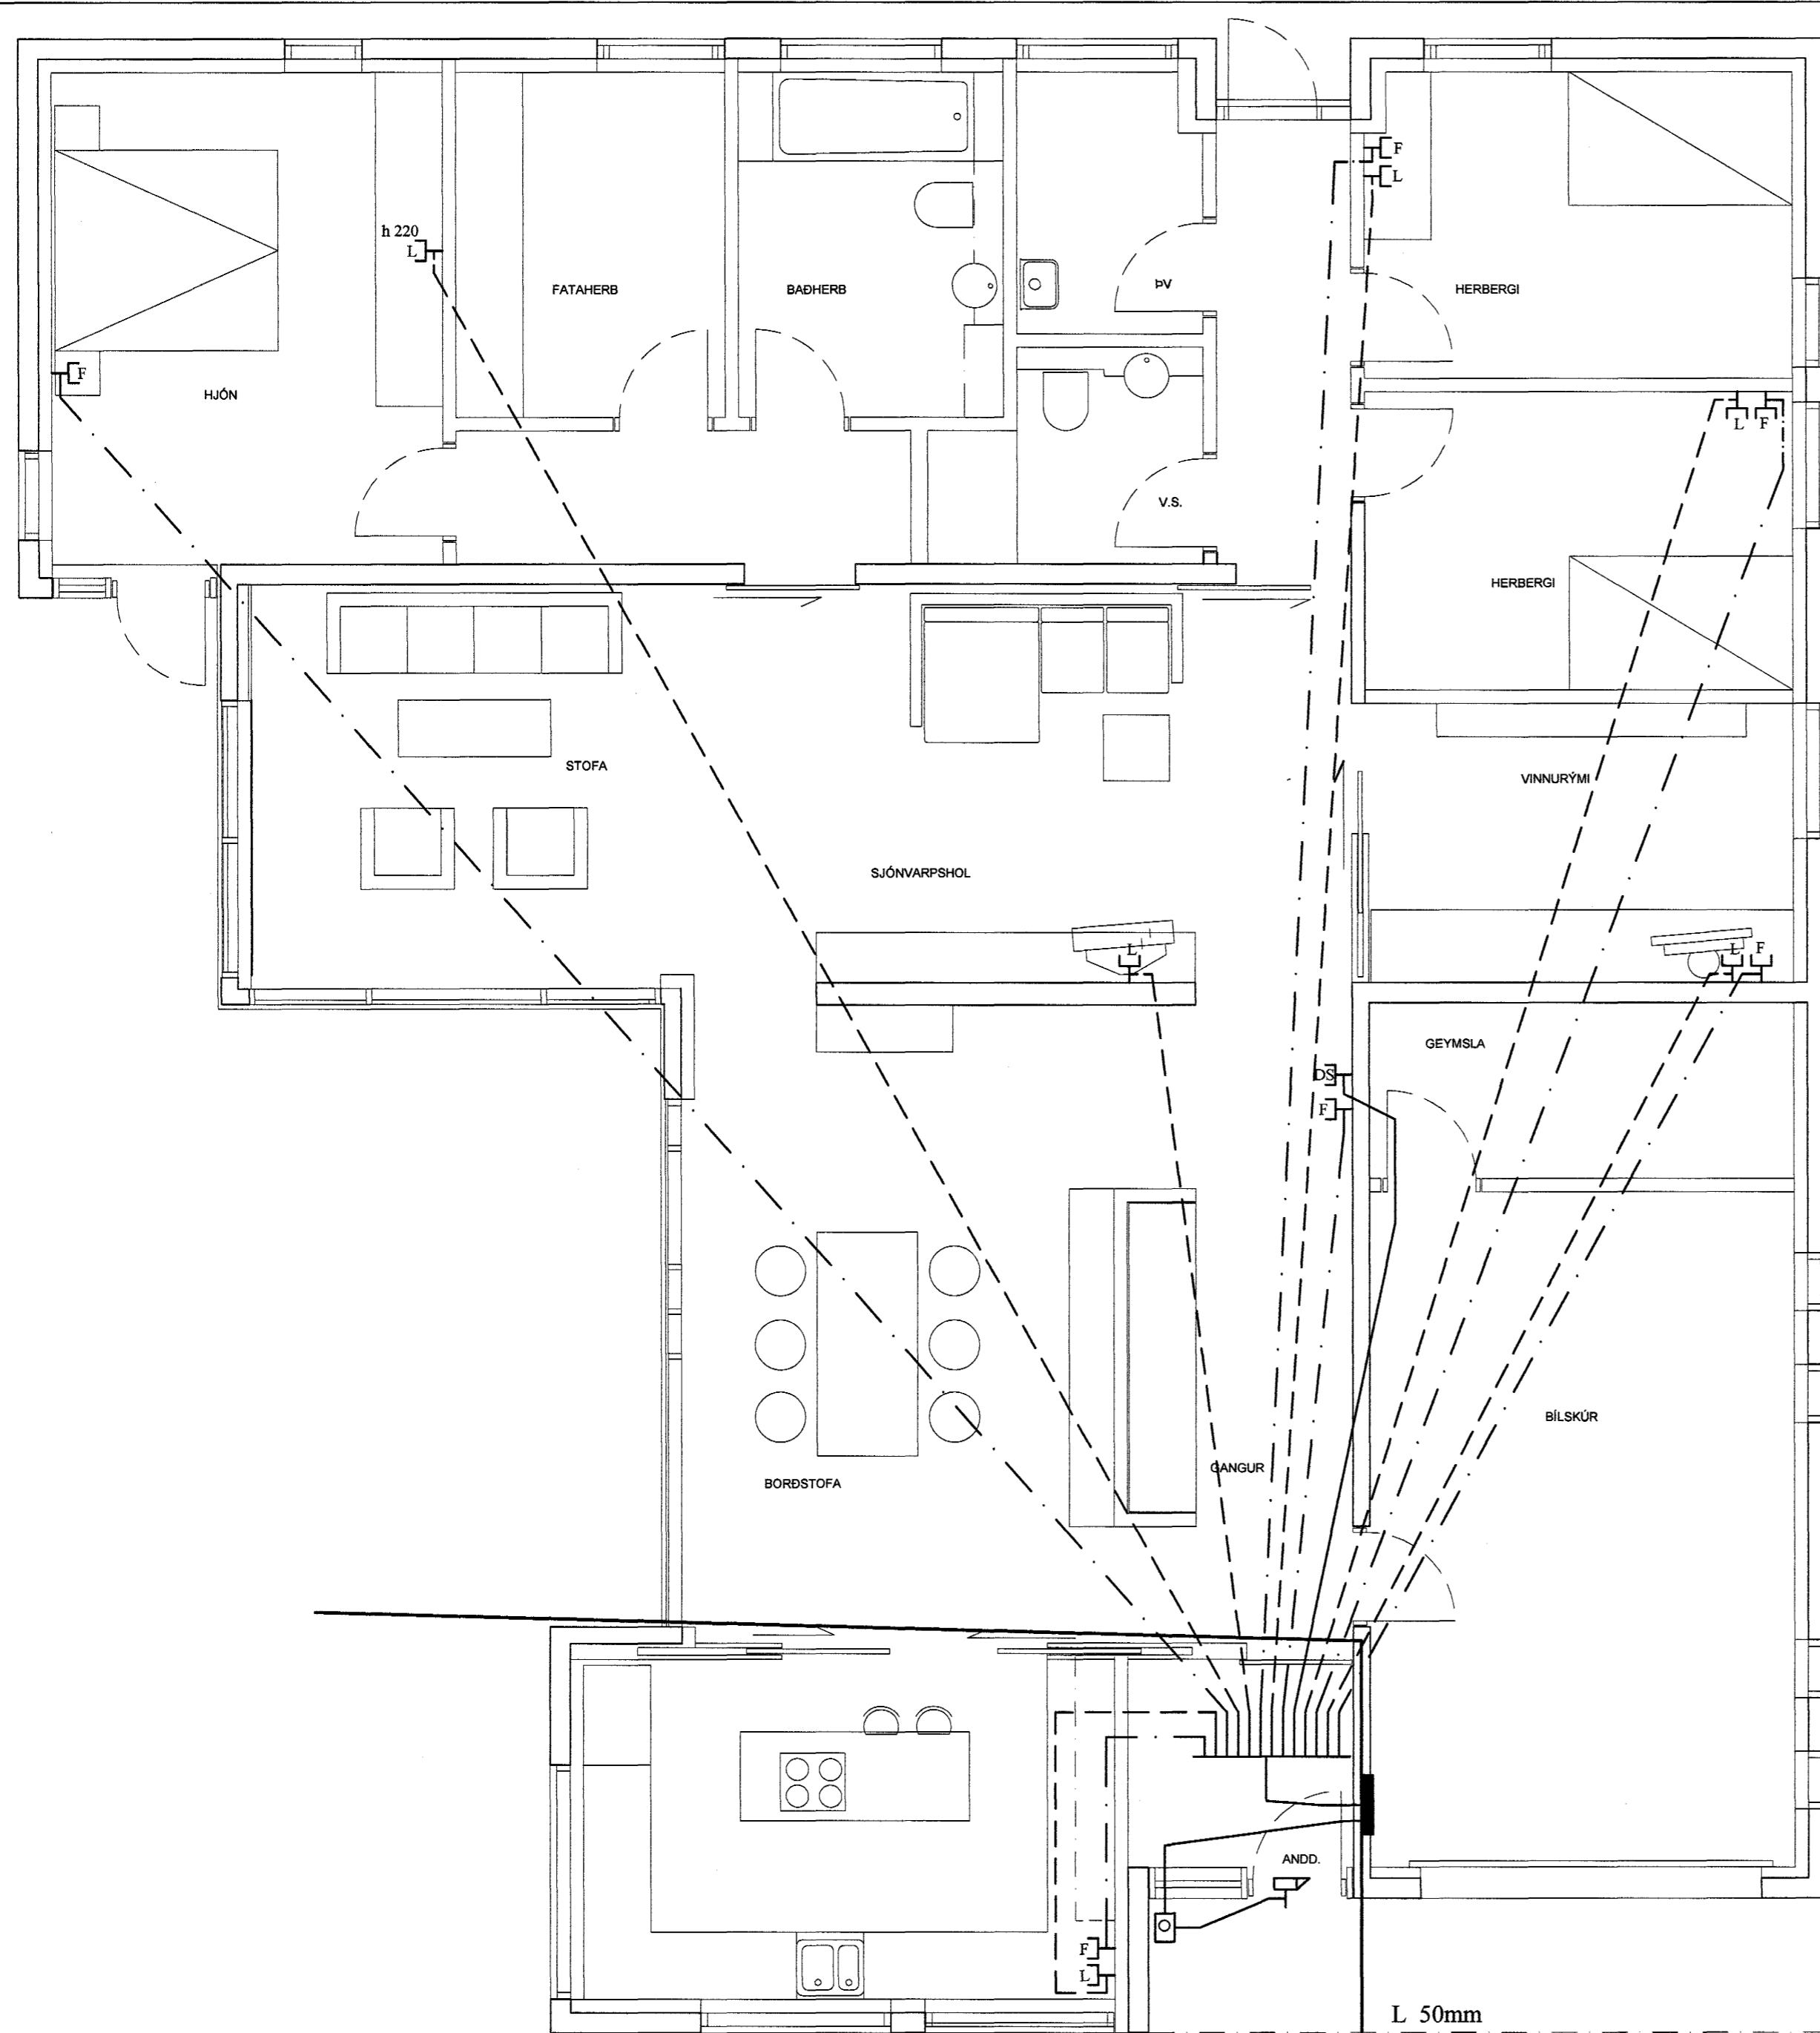 F
L
h 220
L
FATAHERB
BAÐHERB
ÞV
HERBERGI
F
HJÓN
L F
V.S.
HERBERGI
STOFA
VINNURÝMI
SJÓNVARPSHOL
L
L F
GEYMSLA
DS
F
BÍLSKÚR
GANGUR
BORÐSTOFA
ANDD.
F
L
L 50mm